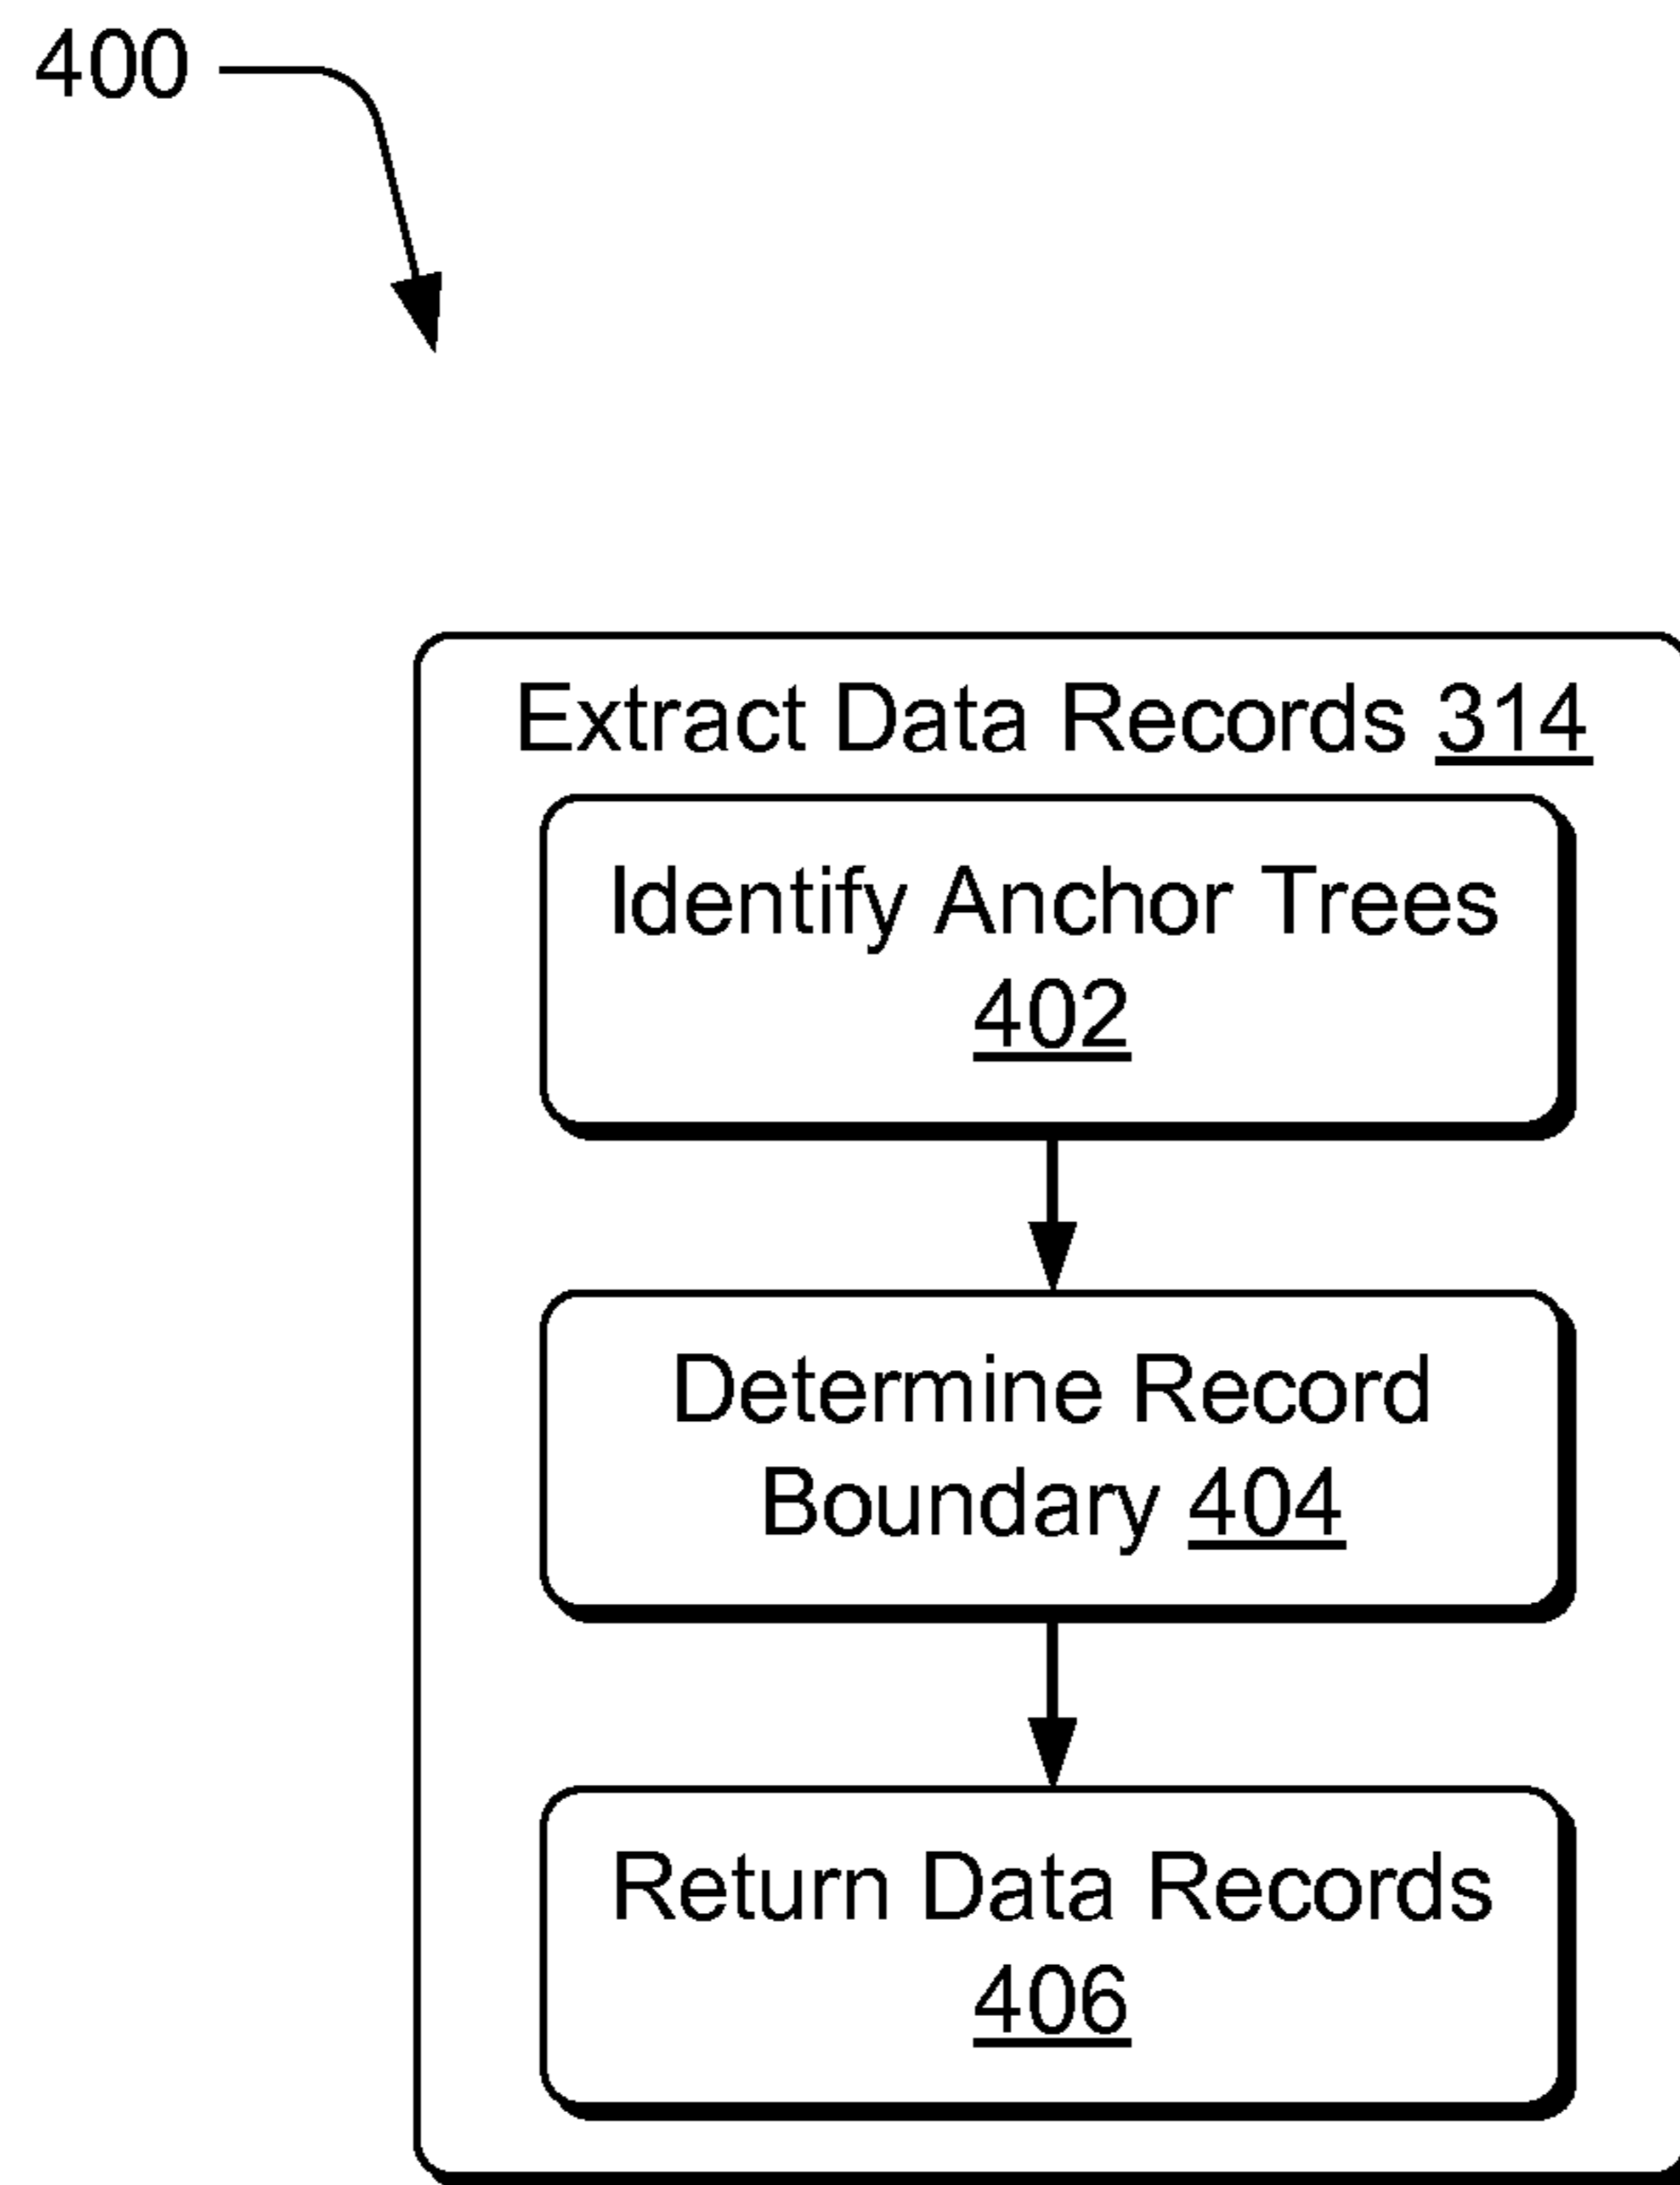 400
Extract Data Records 314
Identify Anchor Trees
402
Determine Record
Boundary 404
Return Data Records
406